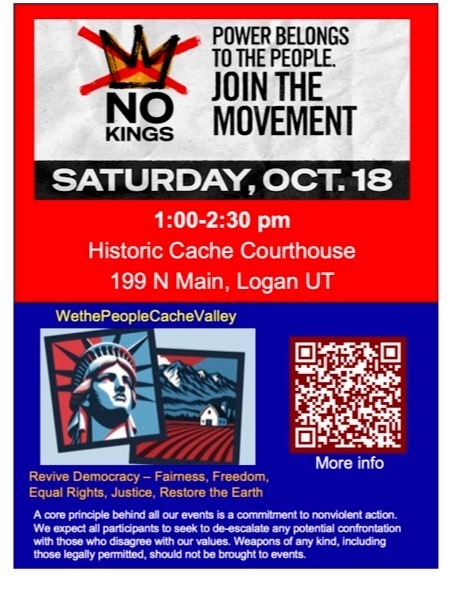 NO
KINGS
POWER BELONGS
TO THE PEOPLE.
JOIN THE
MOVEMENT
SATURDAY, OCT. 18
1:00-2:30 pm
Historic Cache Courthouse
199 N Main, Logan UT
WethePeopleCacheValley
More info
Revive Democracy – Fairness, Freedom,
Equal Rights, Justice, Restore the Earth
A core principle behind all our events is a commitment to nonviolent action.
We expect all participants to seek to de-escalate any potential confrontation
with those who disagree with our values. Weapons of any kind, including
those legally permitted, should not be brought to events.